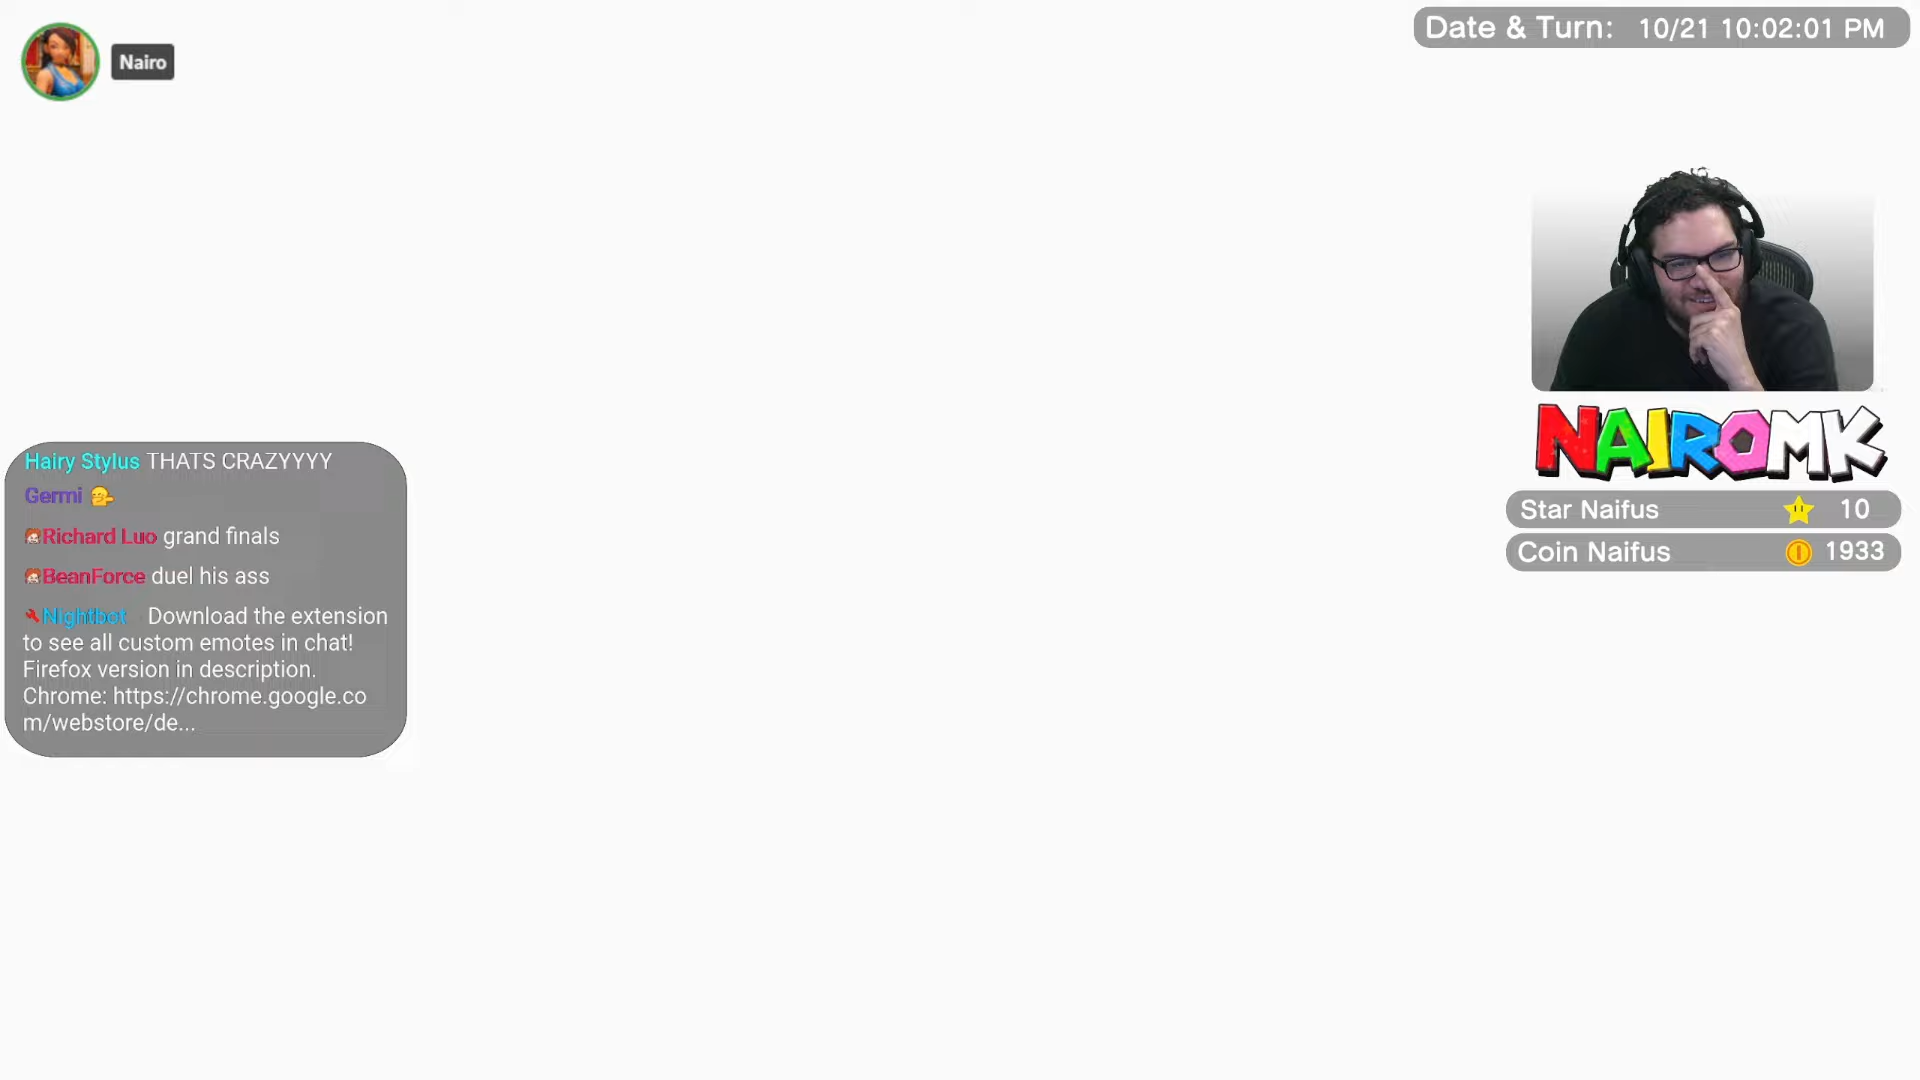 Nairo
Date & Turn: 10/21 10:02:01 PM
Hairy Stylus THATS CRAZYYYY
Germi
Richard Luo grand finals
BeanForce duel his ass
Nightbot Download the extension
to see all custom emotes in chat!
Firefox version in description.
Chrome: https://chrome.google.co
m/webstore/de...
NAIROMK
Star Naifus 10
Coin Naifus 1933